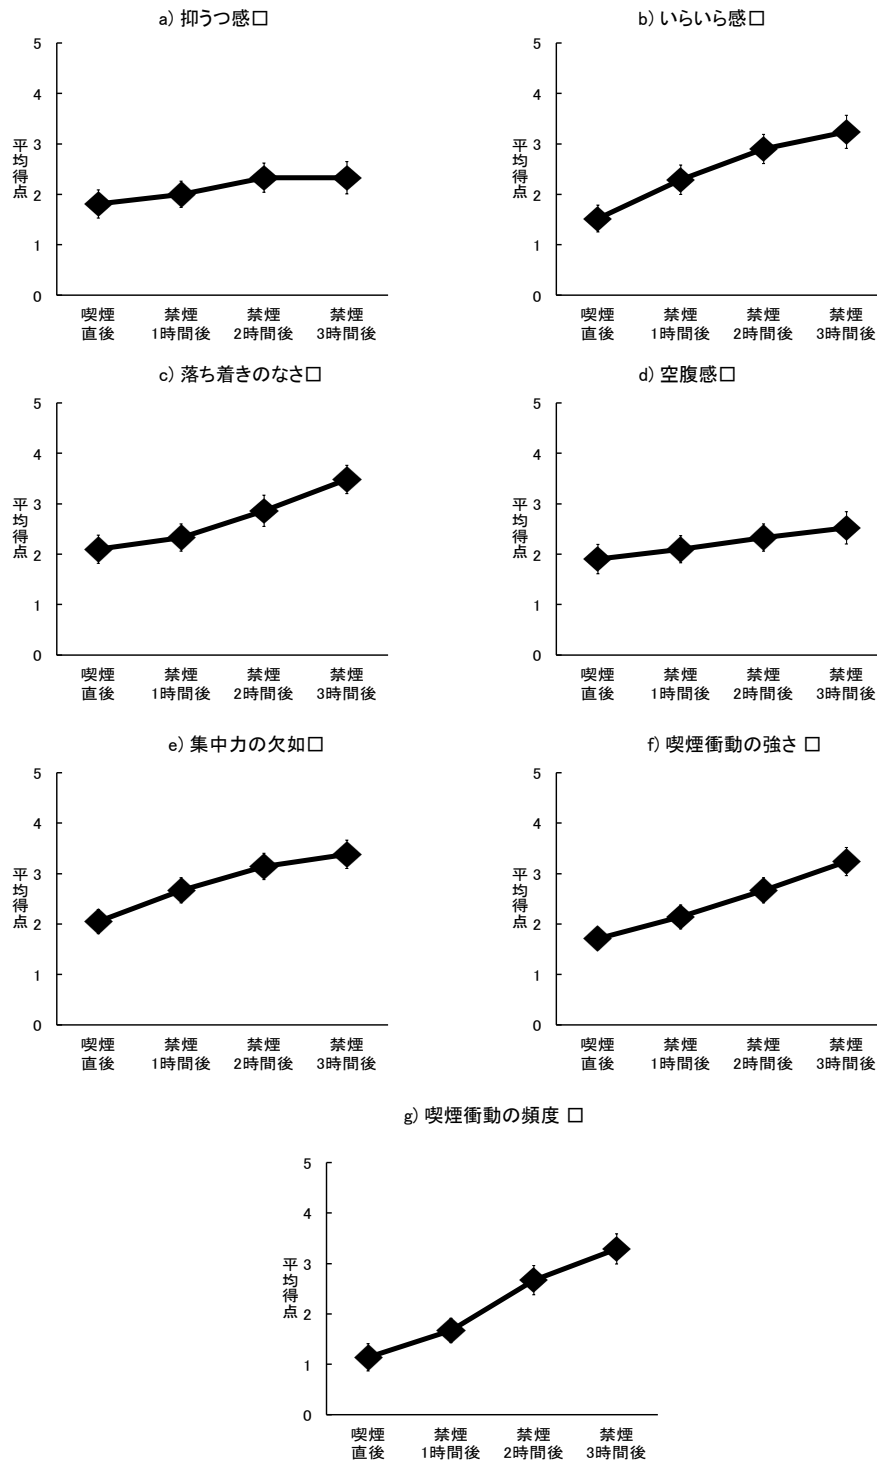 a) 抑うつ感□
5
4
3
2
1
0
平均得点
喫煙直後
禁煙1時間後
禁煙2時間後
禁煙3時間後
b) いらいら感□
5
4
3
2
1
0
平均得点
喫煙直後
禁煙1時間後
禁煙2時間後
禁煙3時間後
c) 落ち着きのなさ□
5
4
3
2
1
0
平均得点
喫煙直後
禁煙1時間後
禁煙2時間後
禁煙3時間後
d) 空腹感□
5
4
3
2
1
0
平均得点
喫煙直後
禁煙1時間後
禁煙2時間後
禁煙3時間後
e) 集中力の欠如□
5
4
3
2
1
0
平均得点
喫煙直後
禁煙1時間後
禁煙2時間後
禁煙3時間後
f) 喫煙衝動の強さ □
5
4
3
2
1
0
平均得点
喫煙直後
禁煙1時間後
禁煙2時間後
禁煙3時間後
g) 喫煙衝動の頻度 □
5
4
3
2
1
0
平均得点
喫煙直後
禁煙1時間後
禁煙2時間後
禁煙3時間後